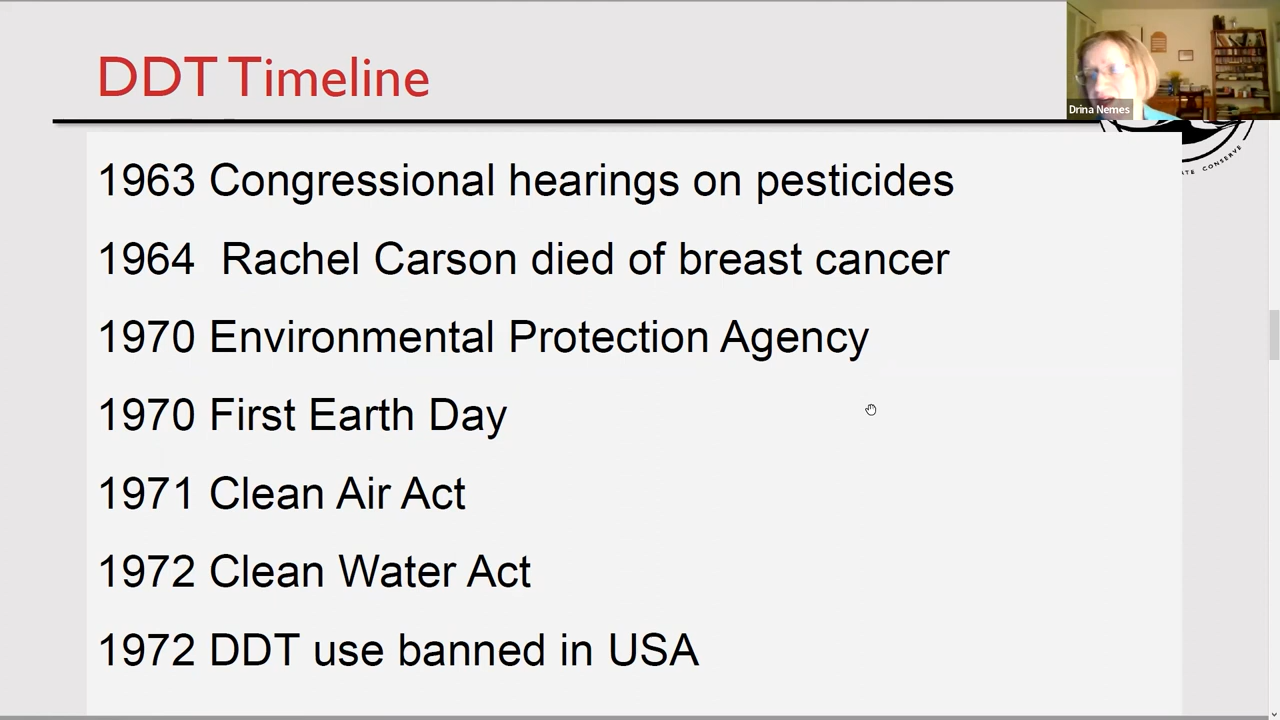 DDT Timeline
Drina Nemes
ATE CONSERVE
1963 Congressional hearings on pesticides
1964 Rachel Carson died of breast cancer
1970 Environmental Protection Agency
1970 First Earth Day
1971 Clean Air Act
1972 Clean Water Act
1972 DDT use banned in USA